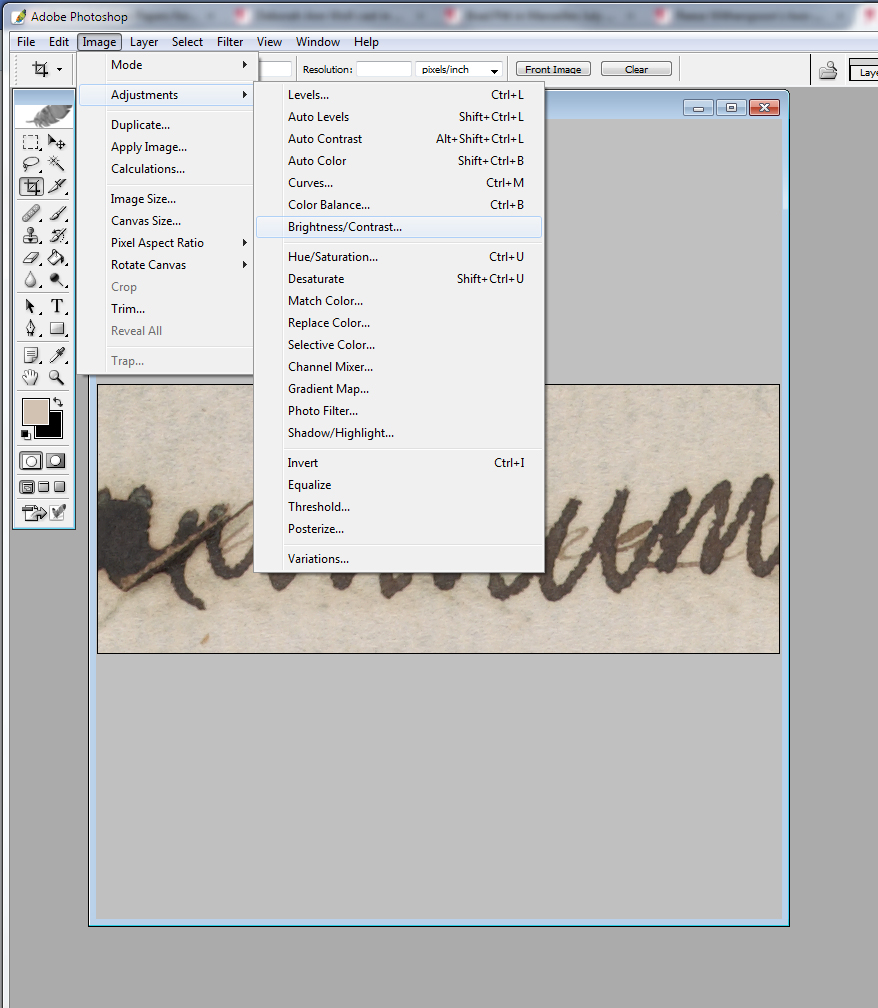 Adobe Photoshop
File Edit Image Layer Select Filter View Window Help
Resolution: pixels/inch Front Image Clear
Mode
Adjustments
Duplicate...
Apply Image...
Calculations...
Image Size...
Canvas Size...
Pixel Aspect Ratio
Rotate Canvas
Crop
Trim...
Reveal All
Trap...
Levels... Ctrl+L
Auto Levels Shift+Ctrl+L
Auto Contrast Alt+Shift+Ctrl+L
Auto Color Shift+Ctrl+B
Curves... Ctrl+M
Color Balance... Ctrl+B
Brightness/Contrast...
Hue/Saturation... Ctrl+U
Desaturate Shift+Ctrl+U
Match Color...
Replace Color...
Selective Color...
Channel Mixer...
Gradient Map...
Photo Filter...
Shadow/Highlight...
Invert Ctrl+I
Equalize
Threshold...
Posterize...
Variations...